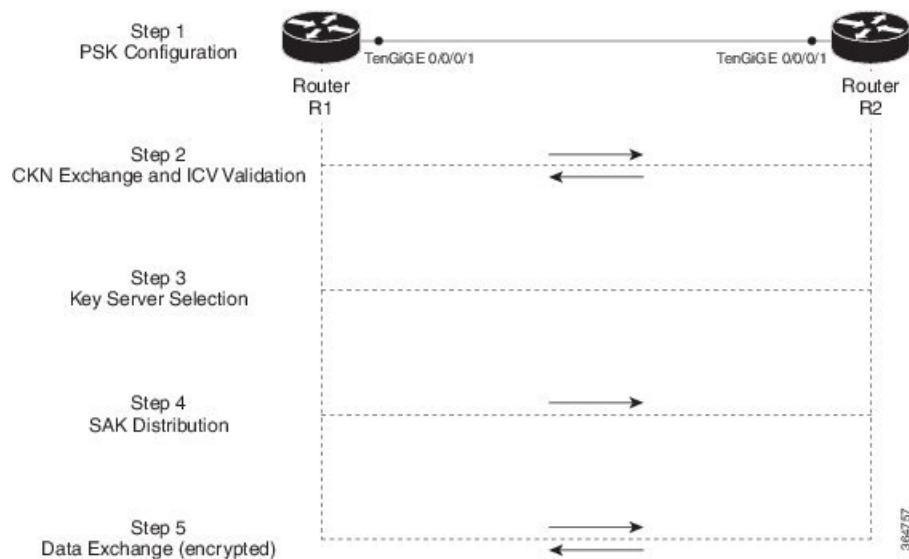 Step 1
PSK Configuration
TenGiGE 0/0/0/1
TenGiGE 0/0/0/1
Router
R1
Router
R2
Step 2
CKN Exchange and ICV Validation
Step 3
Key Server Selection
Step 4
SAK Distribution
Step 5
Data Exchange (encrypted)
364757